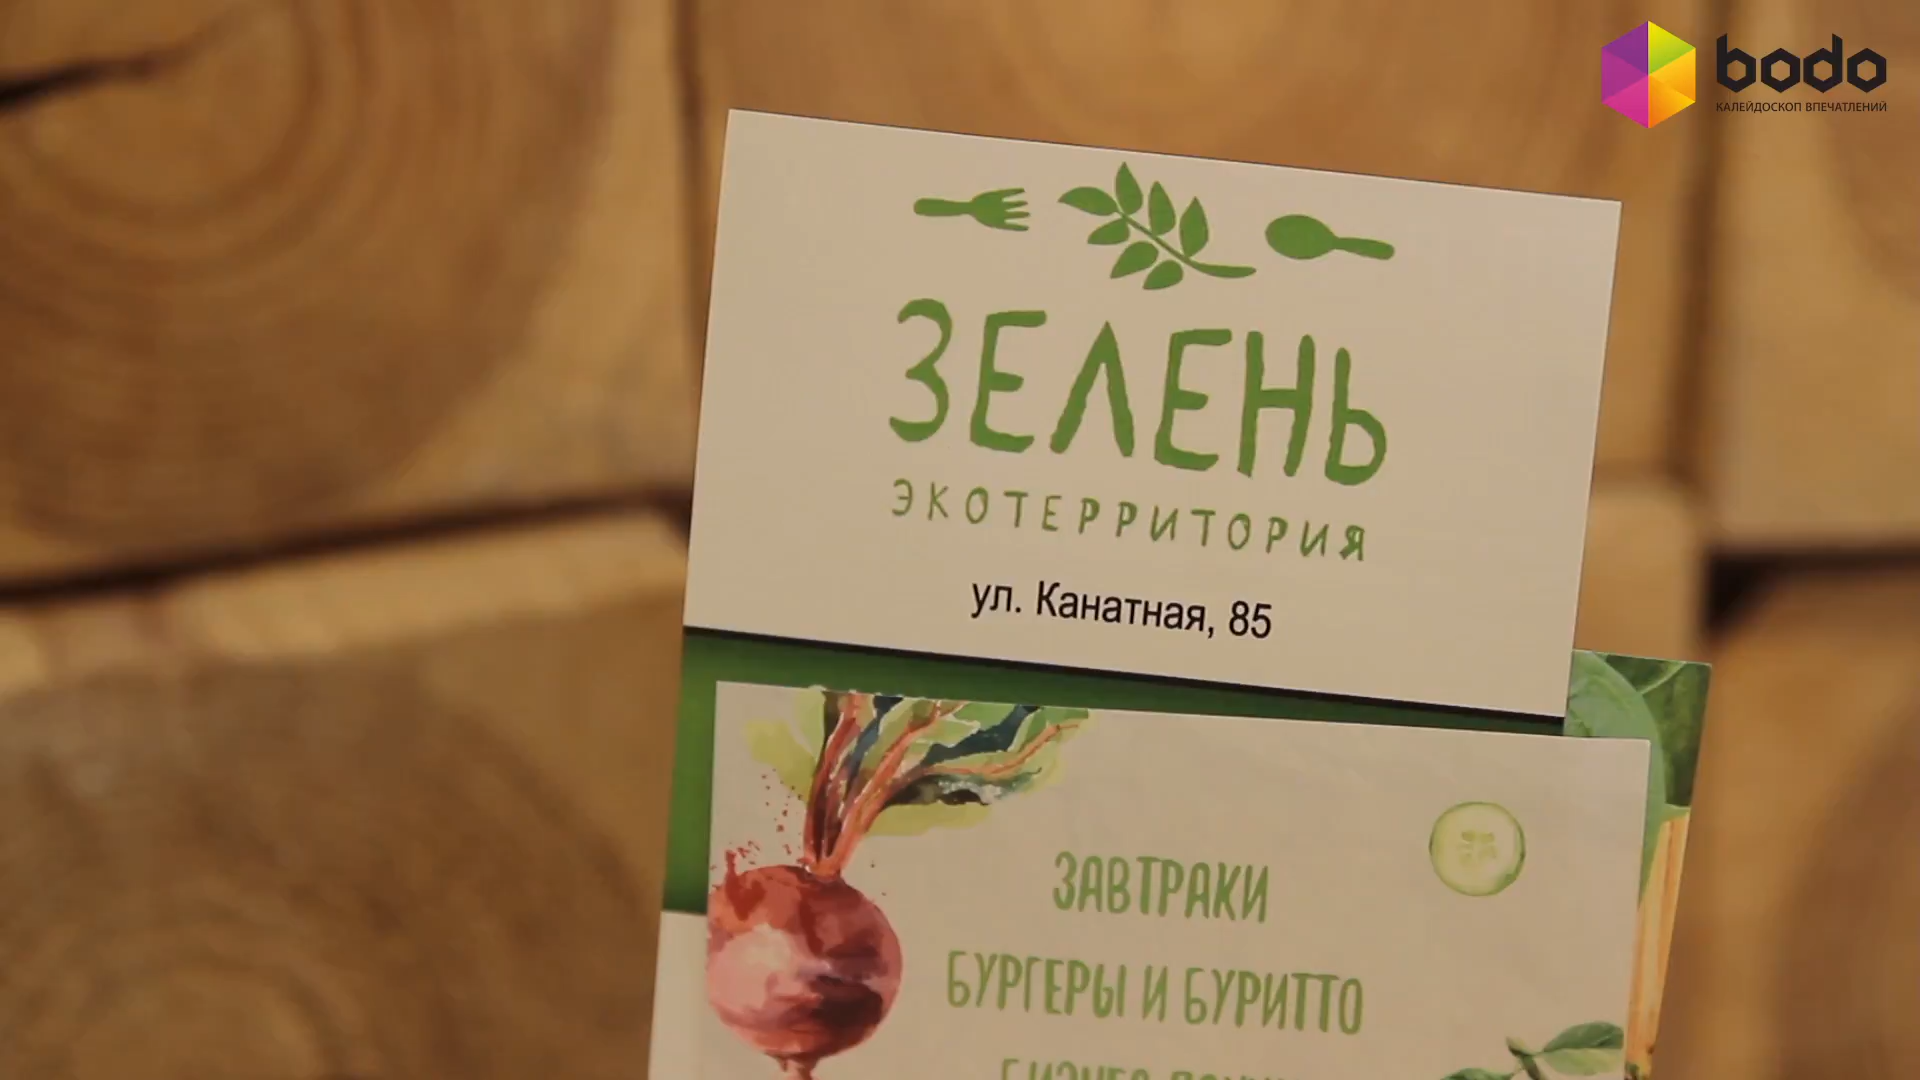 bodo
КАЛЕЙДОСКОП ВПЕЧАТЛЕНИЙ
ЗЕЛЕНЬ
ЭКОТЕРРИТОРИЯ
ул. Канатная, 85
ЗАВТРАКИ
БУРГЕРЫ И БУРИТТО